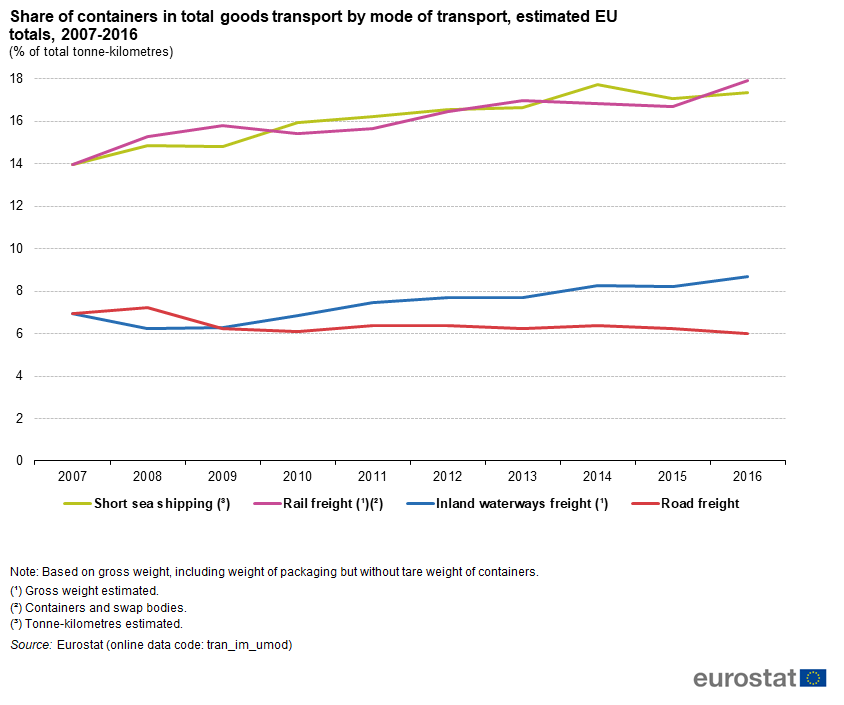 Share of containers in total goods transport by mode of transport, estimated EU
totals, 2007-2016
(% of total tonne-kilometres)
18
16
14
12
10
8
6
4
2
0
2007 2008 2009 2010 2011 2012 2013 2014 2015 2016
Short sea shipping (³) Rail freight (¹)(²) Inland waterways freight (¹) Road freight
Note: Based on gross weight, including weight of packaging but without tare weight of containers.
(¹) Gross weight estimated.
(²) Containers and swap bodies.
(³) Tonne-kilometres estimated.
Source: Eurostat (online data code: tran_im_umod)
eurostat